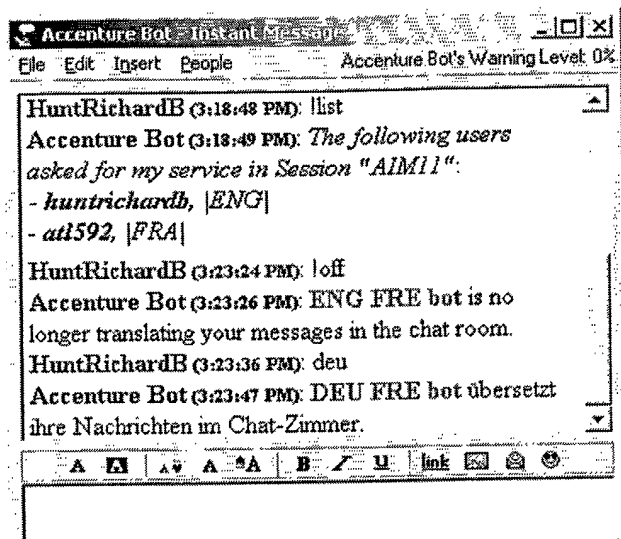 Accenture Bot - Instant Message
File Edit Insert People Accenture Bot's Warning Level: 0%
HuntRichardB (3:18:48 PM): !list
Accenture Bot (3:18:49 PM): The following users
asked for my service in Session "AIM11":
- huntrichardb, |ENG|
- atl592, |FRA|
HuntRichardB (3:23:24 PM): !off
Accenture Bot (3:23:26 PM): ENG FRE bot is no
longer translating your messages in the chat room.
HuntRichardB (3:23:36 PM): deu
Accenture Bot (3:23:47 PM): DEU FRE bot übersetzt
ihre Nachrichten im Chat-Zimmer.
A A A A A B I U link